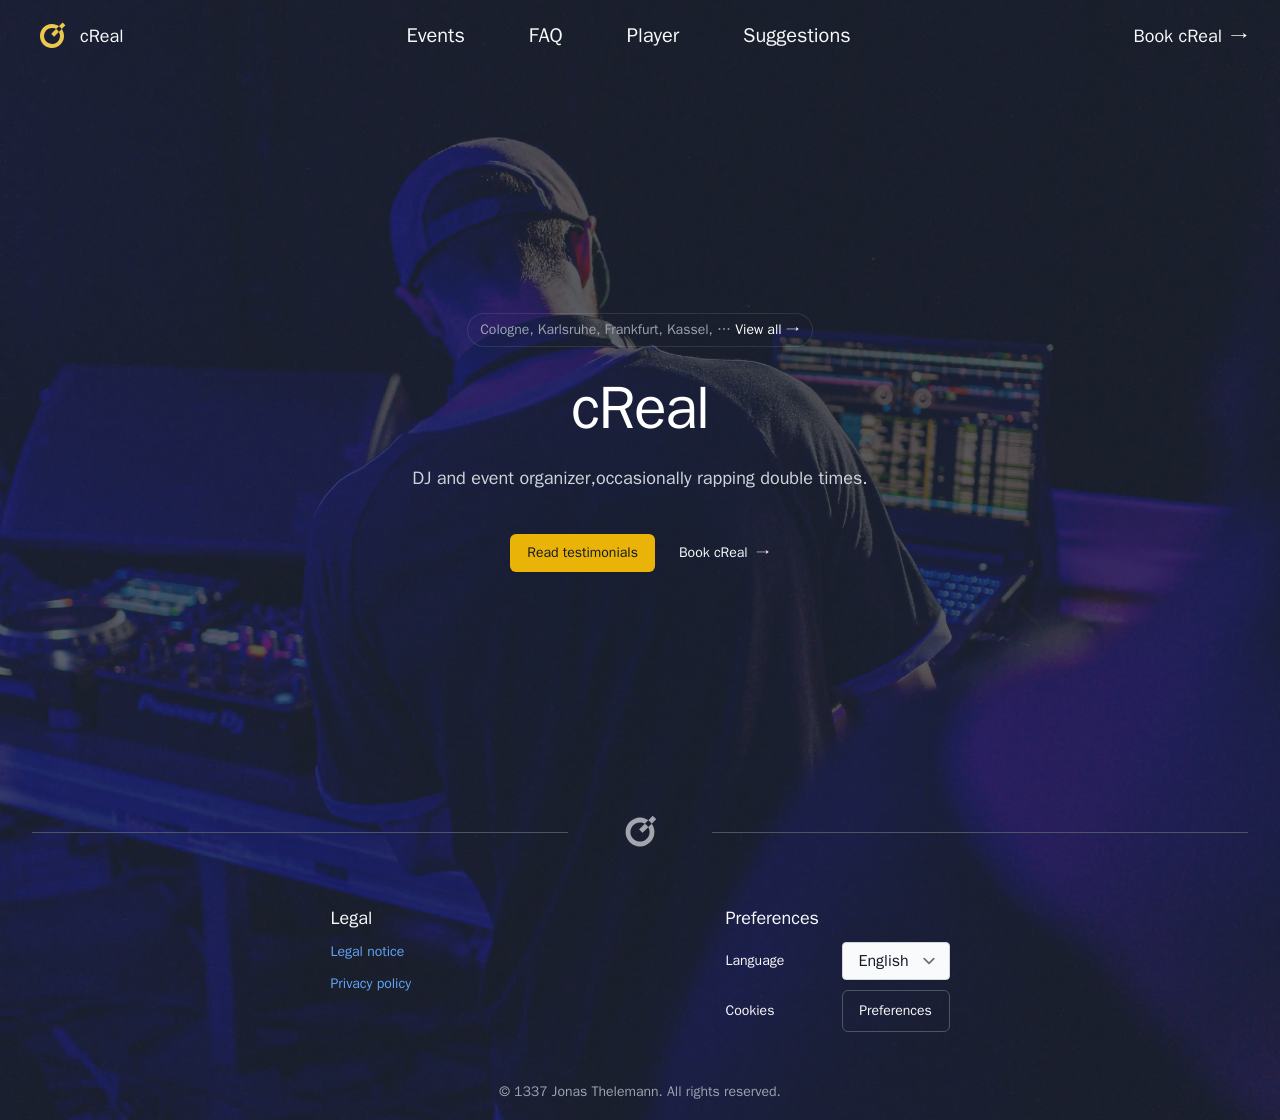 cReal
Events
FAQ
Player
Suggestions
Book cReal →
Cologne, Karlsruhe, Frankfurt, Kassel, … View all →
cReal
DJ and event organizer,occasionally rapping double times.
Read testimonials
Book cReal →
Pioneer Dj
Legal
Legal notice
Privacy policy
Preferences
Language
English
Cookies
Preferences
© 1337 Jonas Thelemann. All rights reserved.